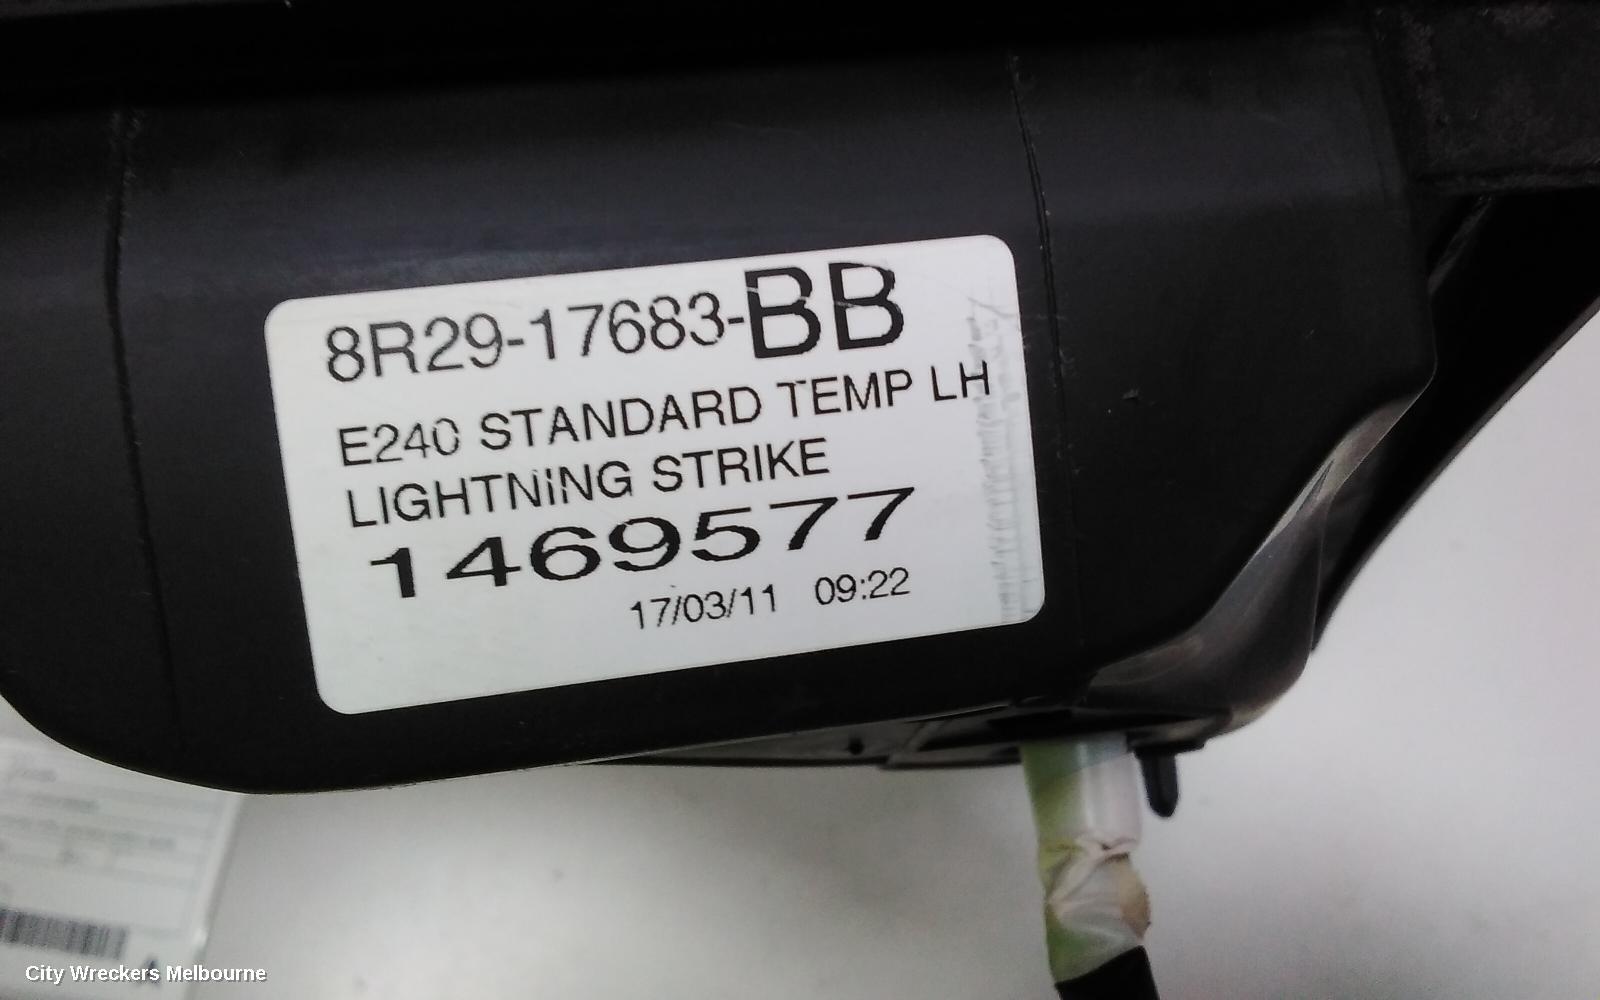 8R29-17683-BB
E240 STANDARD TEMP LH
LIGHTNING STRIKE
1469577
17/03/11 09:22
City Wreckers Melbourne